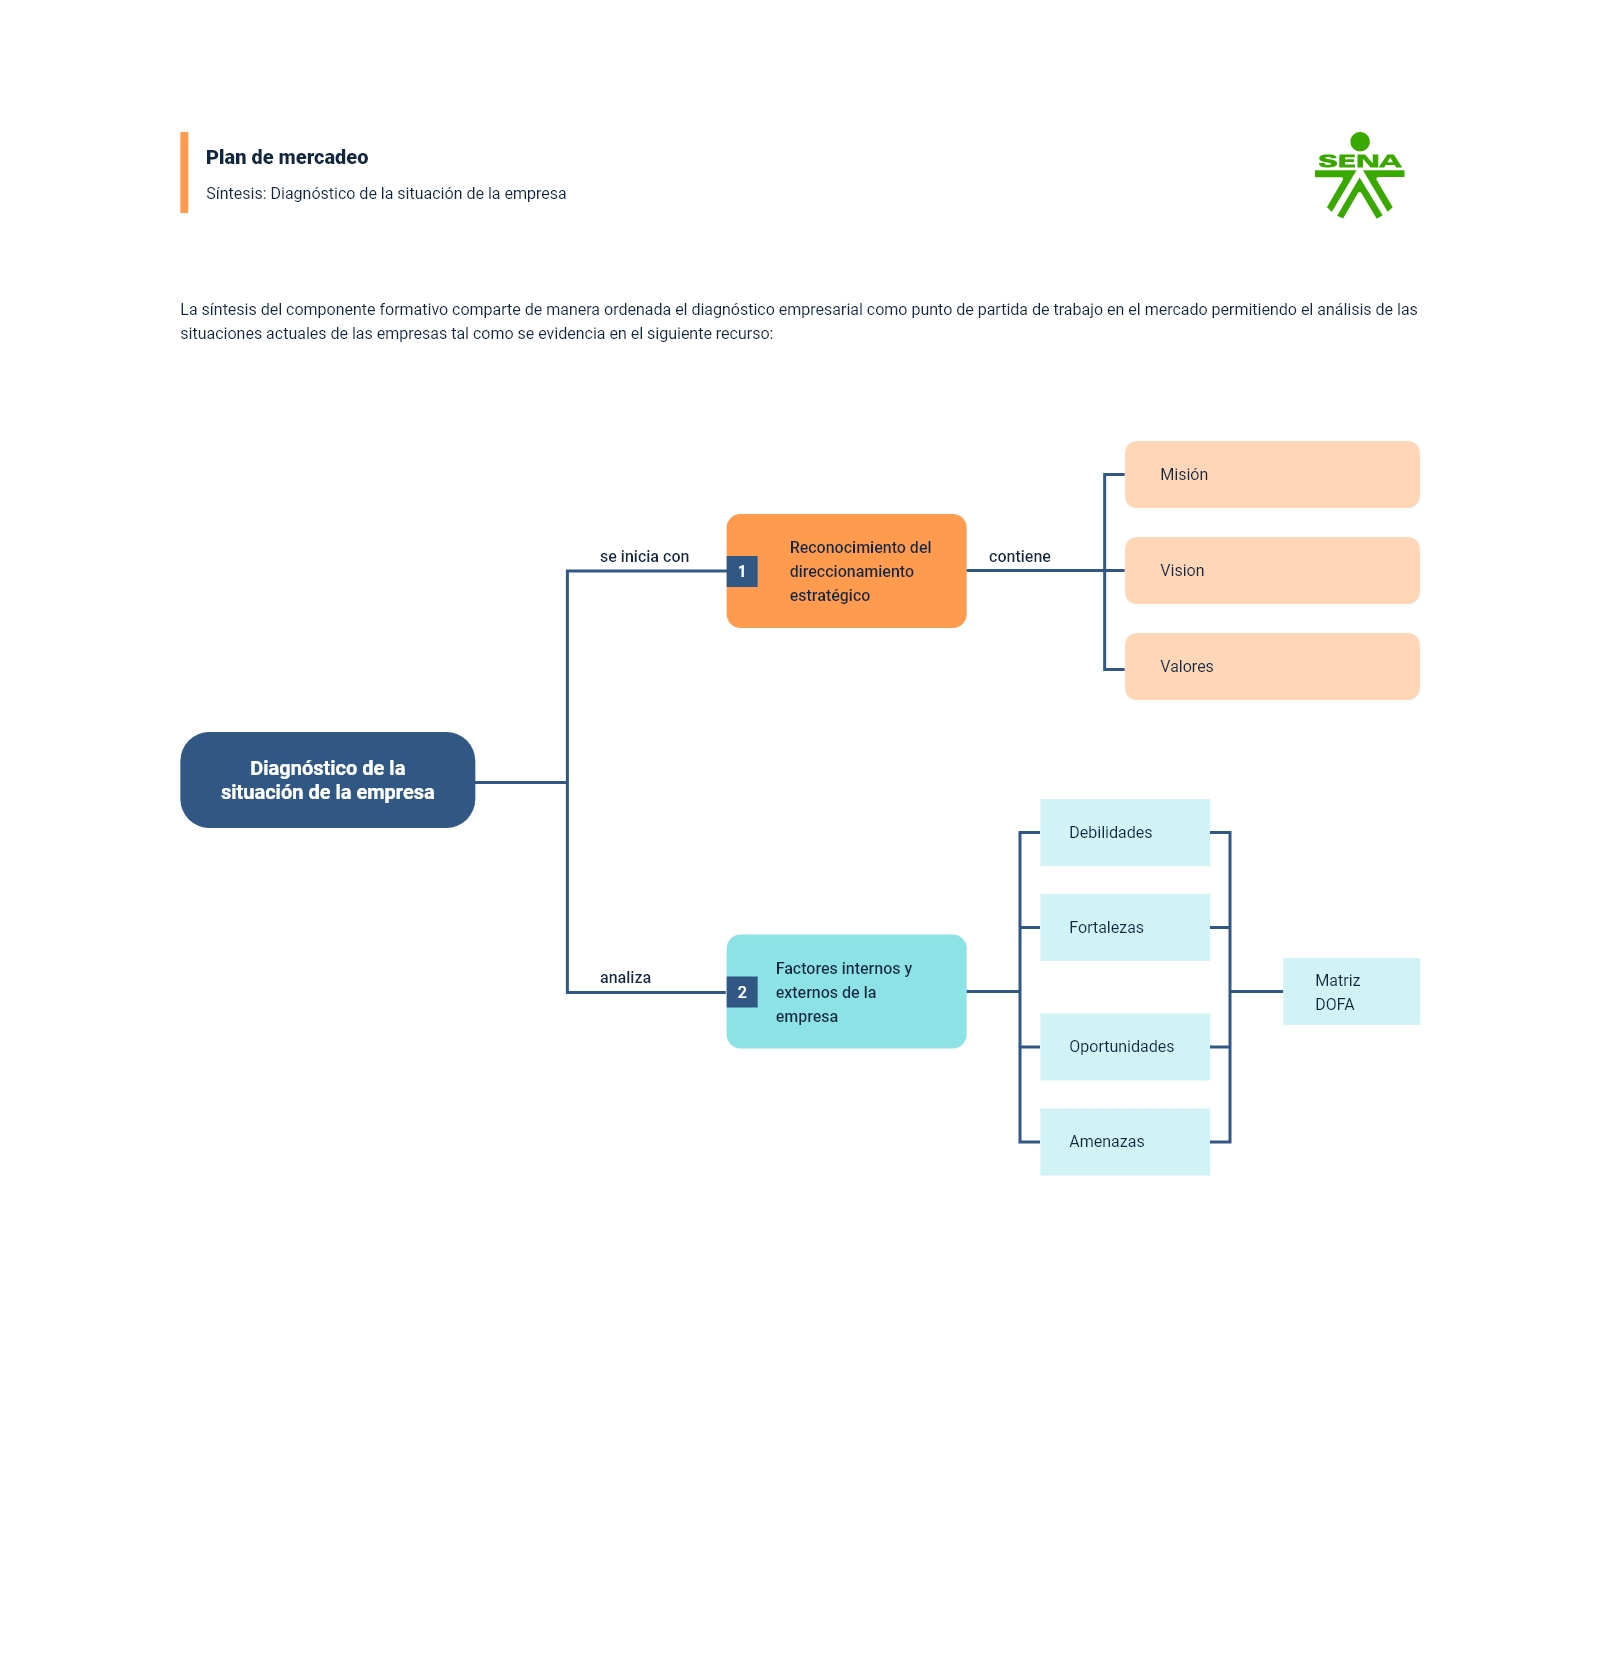 Plan de mercadeo
Síntesis: Diagnóstico de la situación de la empresa
SENA
La síntesis del componente formativo comparte de manera ordenada el diagnóstico empresarial como punto de partida de trabajo en el mercado permitiendo el análisis de las
situaciones actuales de las empresas tal como se evidencia en el siguiente recurso:
Diagnóstico de la
situación de la empresa
se inicia con
1
Reconocimiento del
direccionamiento
estratégico
contiene
Misión
Vision
Valores
analiza
2
Factores internos y
externos de la
empresa
Debilidades
Fortalezas
Oportunidades
Amenazas
Matriz
DOFA